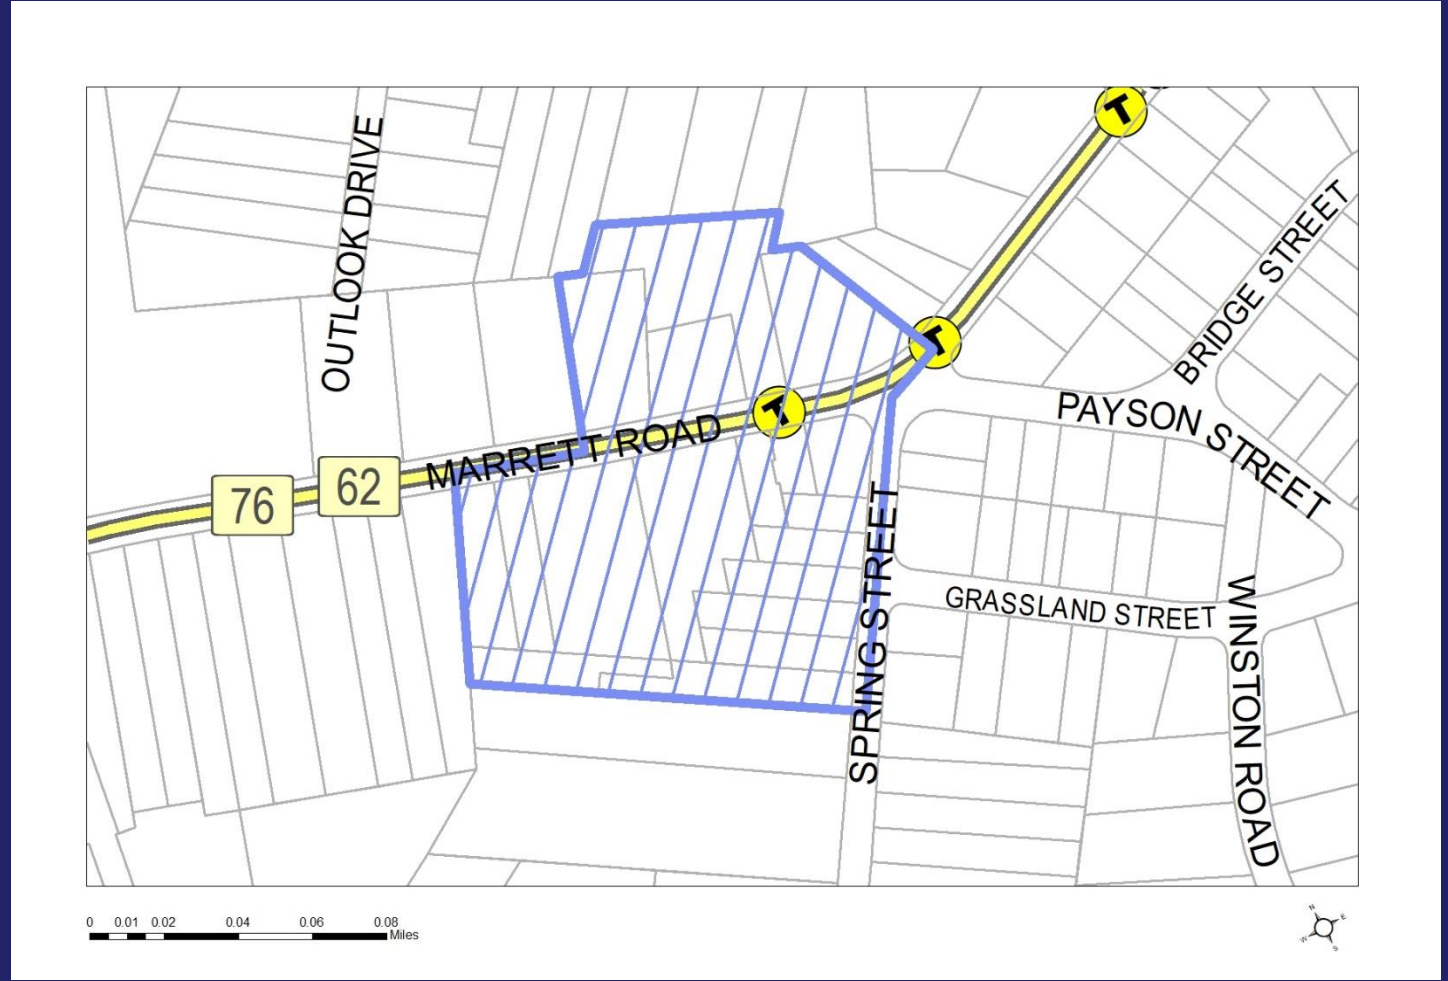 T
OUTLOOK DRIVE
BRIDGE STREET
T
T
PAYSON STREET
MARRETT ROAD
62
76
SPRING STREET
GRASSLAND STREET
WINSTON ROAD
0 0.01 0.02 0.04 0.06 0.08
Miles
N
E
W
S